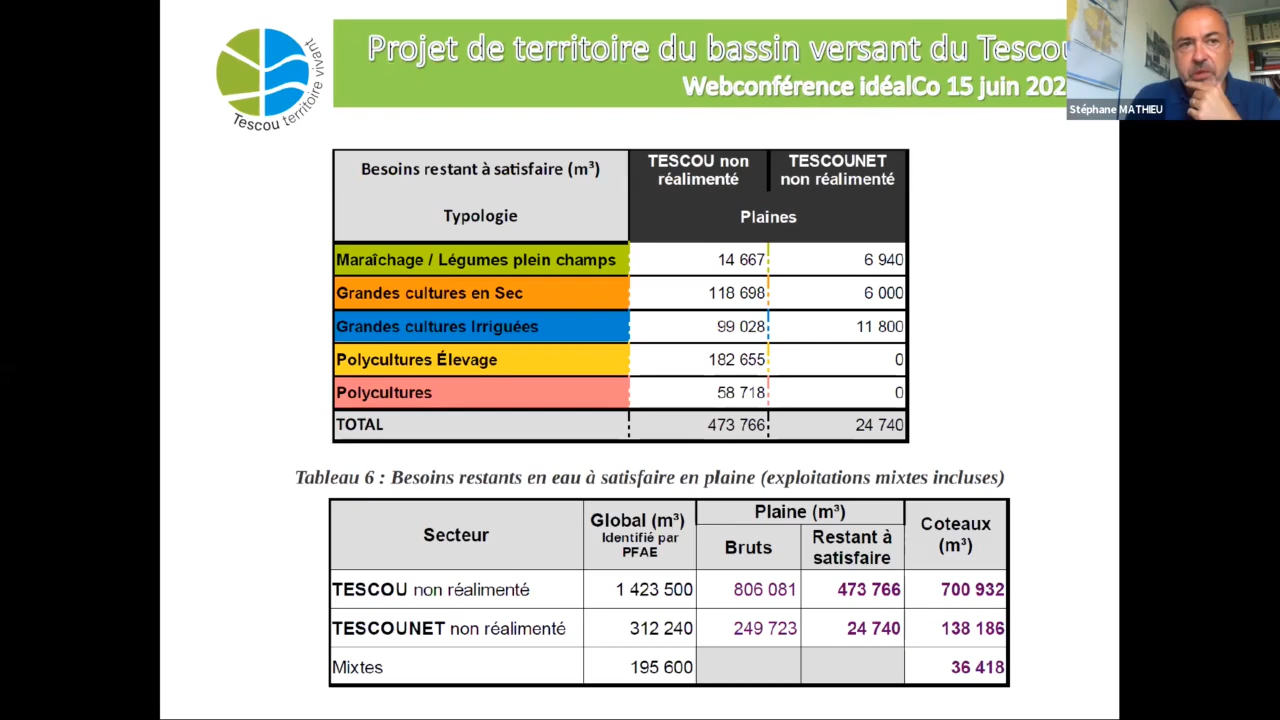 Projet de territoire du bassin versant du Tescou
Webconférence idéalCo 15 juin 202
Tescou territoire vivant
Stéphane MATHIEU
Besoins restant à satisfaire (m³)
Typologie
TESCOU non réalimenté
TESCOUNET non réalimenté
Plaines
Maraîchage / Légumes plein champs 14 667 6 940
Grandes cultures en Sec 118 698 6 000
Grandes cultures Irriguées 99 028 11 800
Polycultures Élevage 182 655 0
Polycultures 58 718 0
TOTAL 473 766 24 740
Tableau 6 : Besoins restants en eau à satisfaire en plaine (exploitations mixtes incluses)
Secteur
Global (m³)
Identifié par
PFAE
Plaine (m³)
Bruts
Restant à
satisfaire
Coteaux
(m³)
TESCOU non réalimenté 1 423 500 806 081 473 766 700 932
TESCOUNET non réalimenté 312 240 249 723 24 740 138 186
Mixtes 195 600 36 418